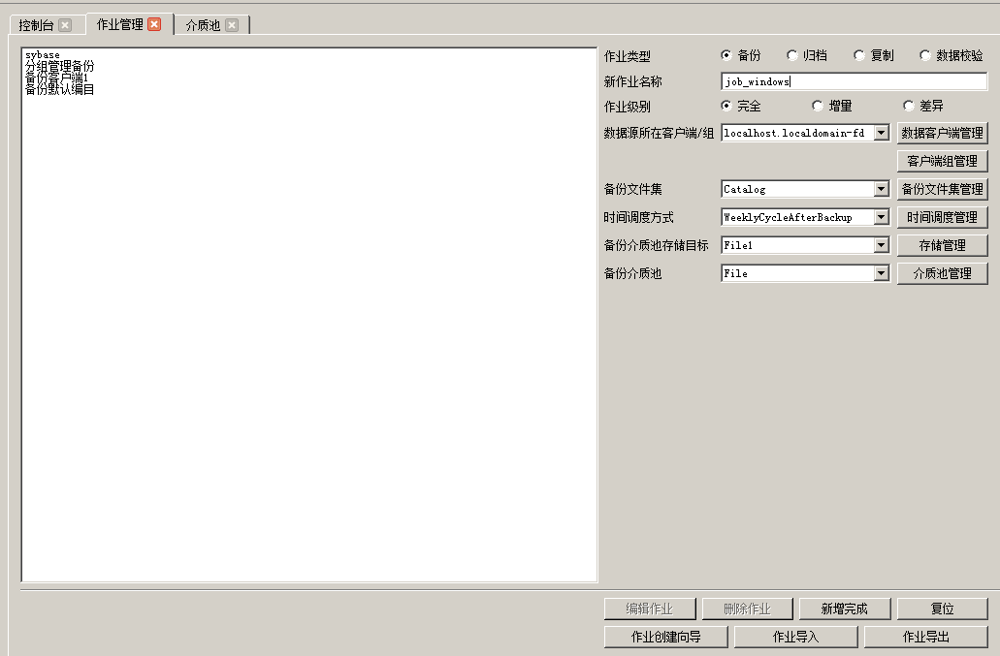 控制台 作业管理 介质池
sybase
分组管理备份
备份客户端1
备份默认编目
作业类型 备份 归档 复制 数据校验
新作业名称 job_windows
作业级别 完全 增量 差异
数据源所在客户端/组 localhost.localdomain-fd 数据客户端管理
客户端组管理
备份文件集 Catalog 备份文件集管理
时间调度方式 WeeklyCycleAfterBackup 时间调度管理
备份介质池存储目标 File1 存储管理
备份介质池 File 介质池管理
编辑作业 删除作业 新增完成 复位
作业创建向导 作业导入 作业导出